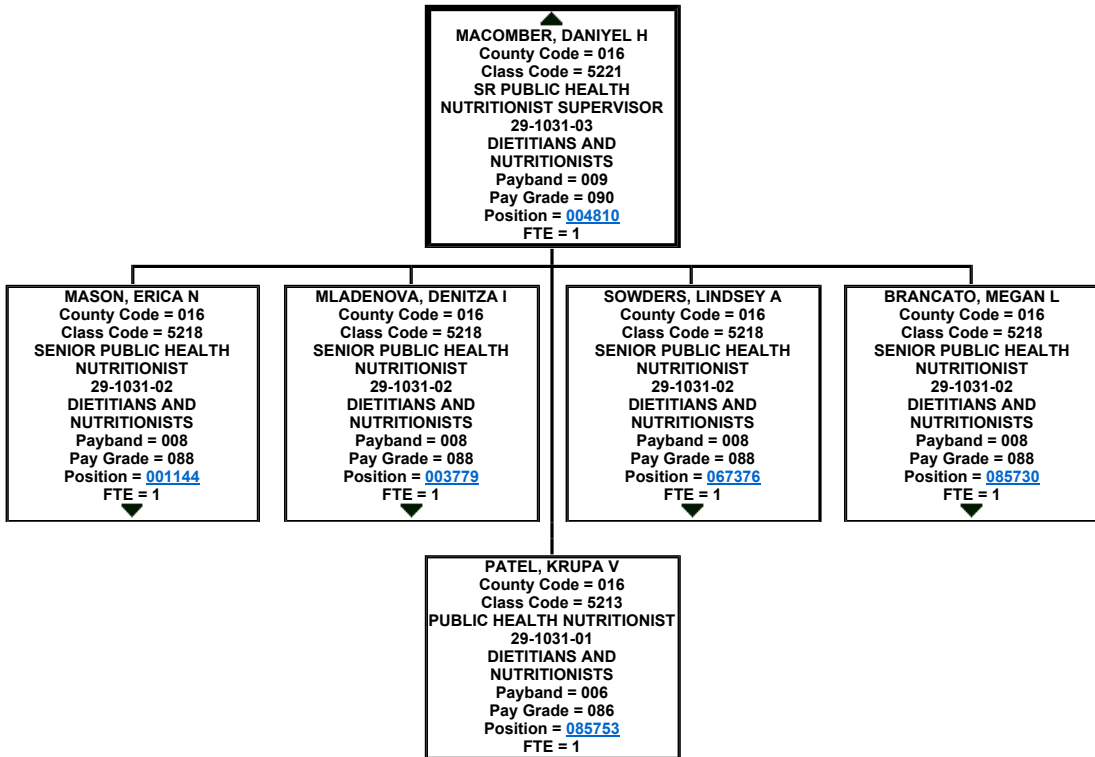 MACOMBER, DANIYEL H
County Code = 016
Class Code = 5221
SR PUBLIC HEALTH
NUTRITIONIST SUPERVISOR
29-1031-03
DIETITIANS AND
NUTRITIONISTS
Payband = 009
Pay Grade = 090
Position = 004810
FTE = 1
MASON, ERICA N
County Code = 016
Class Code = 5218
SENIOR PUBLIC HEALTH
NUTRITIONIST
29-1031-02
DIETITIANS AND
NUTRITIONISTS
Payband = 008
Pay Grade = 088
Position = 001144
FTE = 1
MLADENOVA, DENITZA I
County Code = 016
Class Code = 5218
SENIOR PUBLIC HEALTH
NUTRITIONIST
29-1031-02
DIETITIANS AND
NUTRITIONISTS
Payband = 008
Pay Grade = 088
Position = 003779
FTE = 1
SOWDERS, LINDSEY A
County Code = 016
Class Code = 5218
SENIOR PUBLIC HEALTH
NUTRITIONIST
29-1031-02
DIETITIANS AND
NUTRITIONISTS
Payband = 008
Pay Grade = 088
Position = 067376
FTE = 1
BRANCATO, MEGAN L
County Code = 016
Class Code = 5218
SENIOR PUBLIC HEALTH
NUTRITIONIST
29-1031-02
DIETITIANS AND
NUTRITIONISTS
Payband = 008
Pay Grade = 088
Position = 085730
FTE = 1
PATEL, KRUPA V
County Code = 016
Class Code = 5213
PUBLIC HEALTH NUTRITIONIST
29-1031-01
DIETITIANS AND
NUTRITIONISTS
Payband = 006
Pay Grade = 086
Position = 085753
FTE = 1